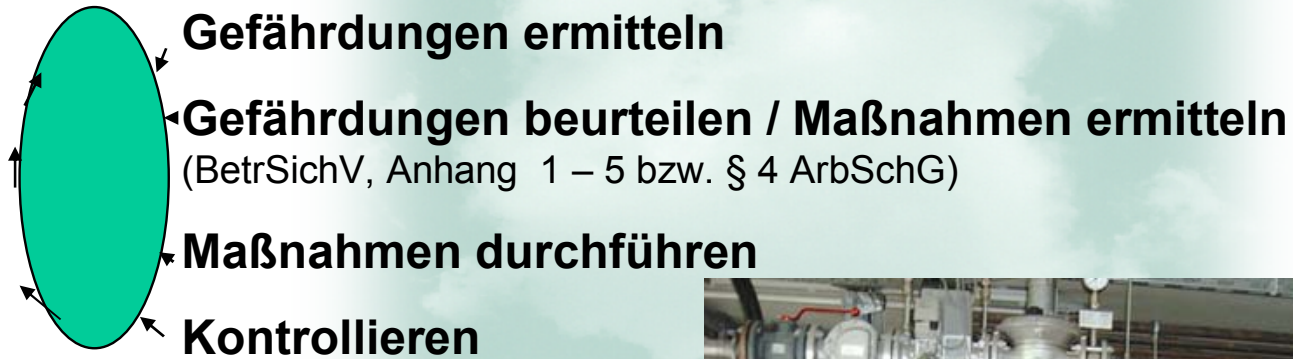 Gefährdungen ermitteln
Gefährdungen beurteilen / Maßnahmen ermitteln
(BetrSichV, Anhang  1 – 5 bzw. § 4 ArbSchG)
Maßnahmen durchführen
Kontrollieren